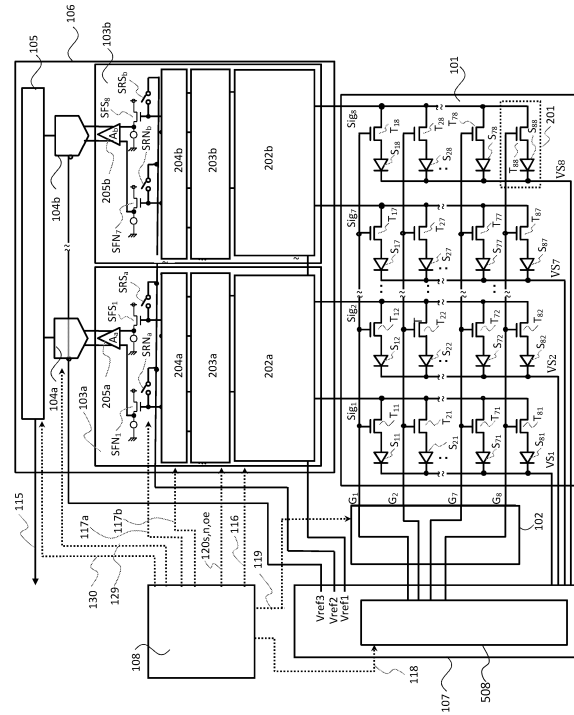 106
105
103b
101
104b
205b
Ab
SFN7
SRNb
SFS8
SRSb
204b
203b
202b
103a
104a
205a
Aa
SFN1
SRNa
SFS1
SRSa
204a
203a
202a
115
130
129
117a
117b
120s,n,oe
116
119
118
108
Vref3
Vref2
Vref1
107
508
102
G1
G2
G7
G8
Sig1
Sig2
Sig7
Sig8
S11
T11
S12
T12
S17
T17
S18
T18
S21
T21
S22
T22
S27
T27
S28
T28
S71
T71
S72
T72
S77
T77
S78
T78
S81
T81
S82
T82
S87
T87
S88
T88
201
VS1
VS2
VS7
VS8